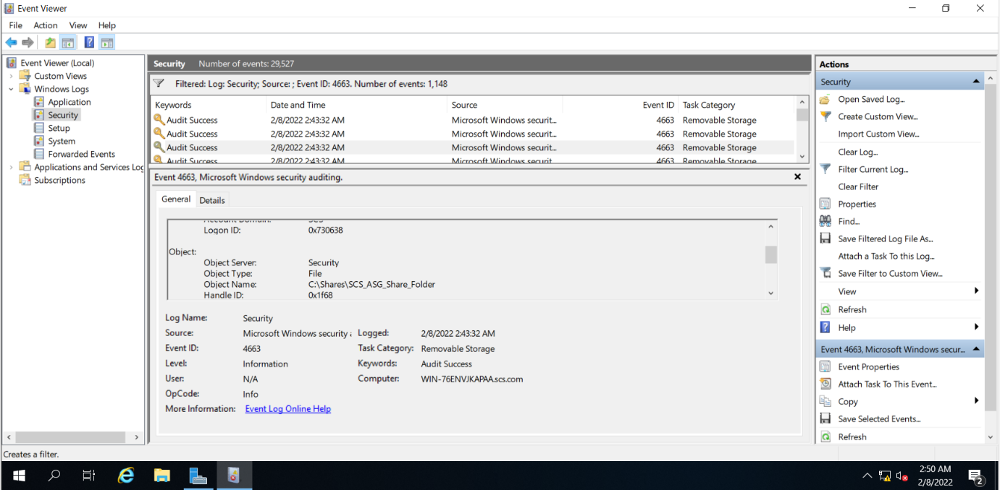 Event Viewer
File Action View Help
Event Viewer (Local)
Custom Views
Windows Logs
Application
Security
Setup
System
Forwarded Events
Applications and Services Log
Subscriptions
Security Number of events: 29,527
Filtered: Log: Security; Source: ; Event ID: 4663. Number of events: 1,148
Keywords Date and Time Source Event ID Task Category
Audit Success 2/8/2022 2:43:32 AM Microsoft Windows securit... 4663 Removable Storage
Audit Success 2/8/2022 2:43:32 AM Microsoft Windows securit... 4663 Removable Storage
Audit Success 2/8/2022 2:43:32 AM Microsoft Windows securit... 4663 Removable Storage
Audit Success 2/8/2022 2:43:32 AM Microsoft Windows securit... 4663 Removable Storage
Event 4663, Microsoft Windows security auditing.
General Details
Account Domain: SCS
Logon ID: 0x730638
Object:
Object Server: Security
Object Type: File
Object Name: C:\Shares\SCS_ASG_Share_Folder
Handle ID: 0x1f68
Log Name: Security
Source: Microsoft Windows security Logged: 2/8/2022 2:43:32 AM
Event ID: 4663 Task Category: Removable Storage
Level: Information Keywords: Audit Success
User: N/A Computer: WIN-76ENVJKAPAA.scs.com
OpCode: Info
More Information: Event Log Online Help
Actions
Security
Open Saved Log...
Create Custom View...
Import Custom View...
Clear Log...
Filter Current Log...
Clear Filter
Properties
Find...
Save Filtered Log File As...
Attach a Task To this Log...
Save Filter to Custom View...
View
Refresh
Help
Event 4663, Microsoft Windows secur...
Event Properties
Attach Task To This Event...
Copy
Save Selected Events...
Refresh
Creates a filter.
2:50 AM
2/8/2022
2